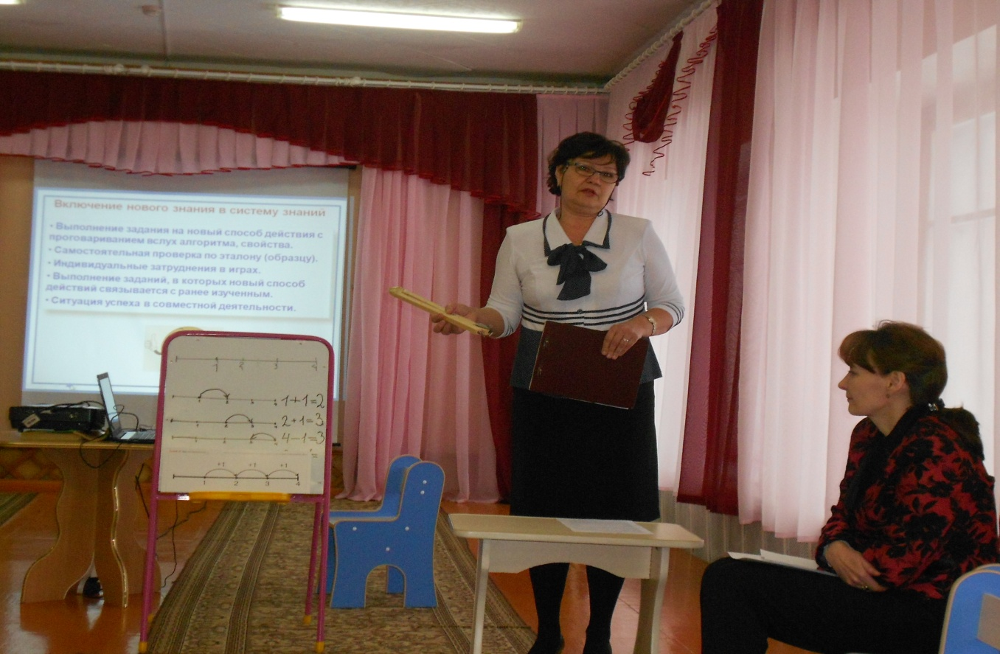 Включение нового знания в систему знаний
• Выполнение задания на новый способ действия с
проговариванием вслух алгоритма, свойства.
• Самостоятельная проверка по эталону (образцу).
• Индивидуальные затруднения в играх.
• Выполнение заданий, в которых новый способ
действий связывается с ранее изученным.
• Ситуация успеха в совместной деятельности.
1 2 3 4
1+1=2
2+1=3
4-1=3
=
+1 +1 +1
1 2 3 4